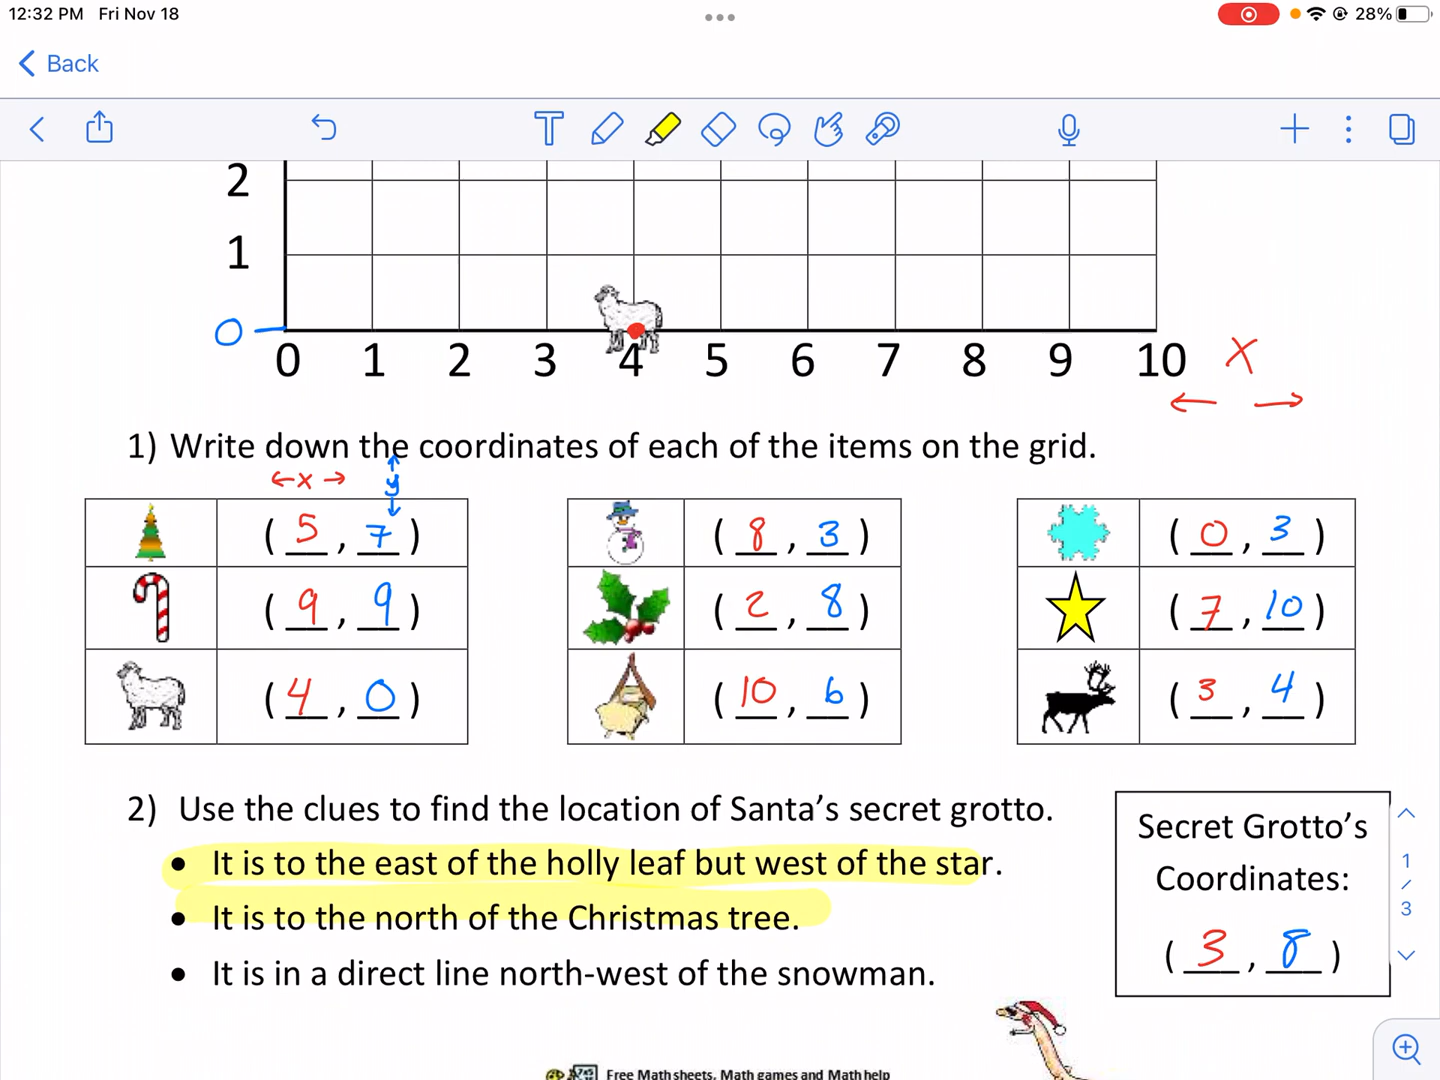 12:32 PM Fri Nov 18
28%
Back
T
2
1
0
0 1 2 3 4 5 6 7 8 9 10 x
1) Write down the coordinates of each of the items on the grid.
x y
( 5 , 7 ) ( 8 , 3 ) ( 0 , 3 )
( 9 , 9 ) ( 2 , 8 ) ( 7 , 10 )
( 4 , 0 ) ( 10 , 6 ) ( 3 , 4 )
2) Use the clues to find the location of Santa's secret grotto.
• It is to the east of the holly leaf but west of the star.
• It is to the north of the Christmas tree.
• It is in a direct line north-west of the snowman.
Secret Grotto's
Coordinates:
( 3 , 8 )
1
/
3
Free Math sheets, Math games and Math help